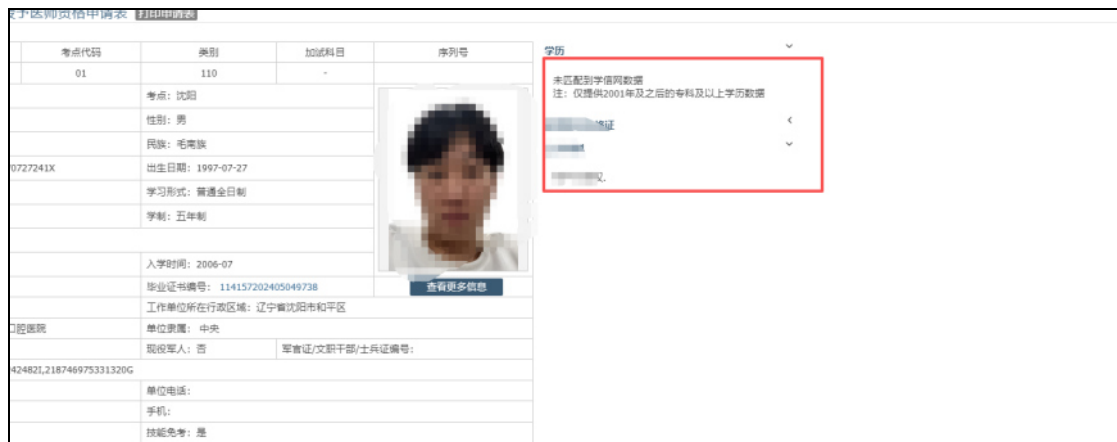 授予医师资格申请表 打印申请表
考点代码 类别 加试科目 序列号
01 110 -
考点：沈阳
性别：男
民族：毛南族
0727241X 出生日期：1997-07-27
学习形式：普通全日制
学制：五年制
入学时间：2006-07
毕业证书编号： 114157202405049738 查看更多信息
工作单位所在行政区域：辽宁省沈阳市和平区
口腔医院 单位隶属： 中央
现役军人：否 军官证/文职干部/士兵证编号：
942482I,218746975331320G
单位电话：
手机：
技能免考：是
学历
未匹配到学信网数据
注：仅提供2001年及之后的专科及以上学历数据
修证